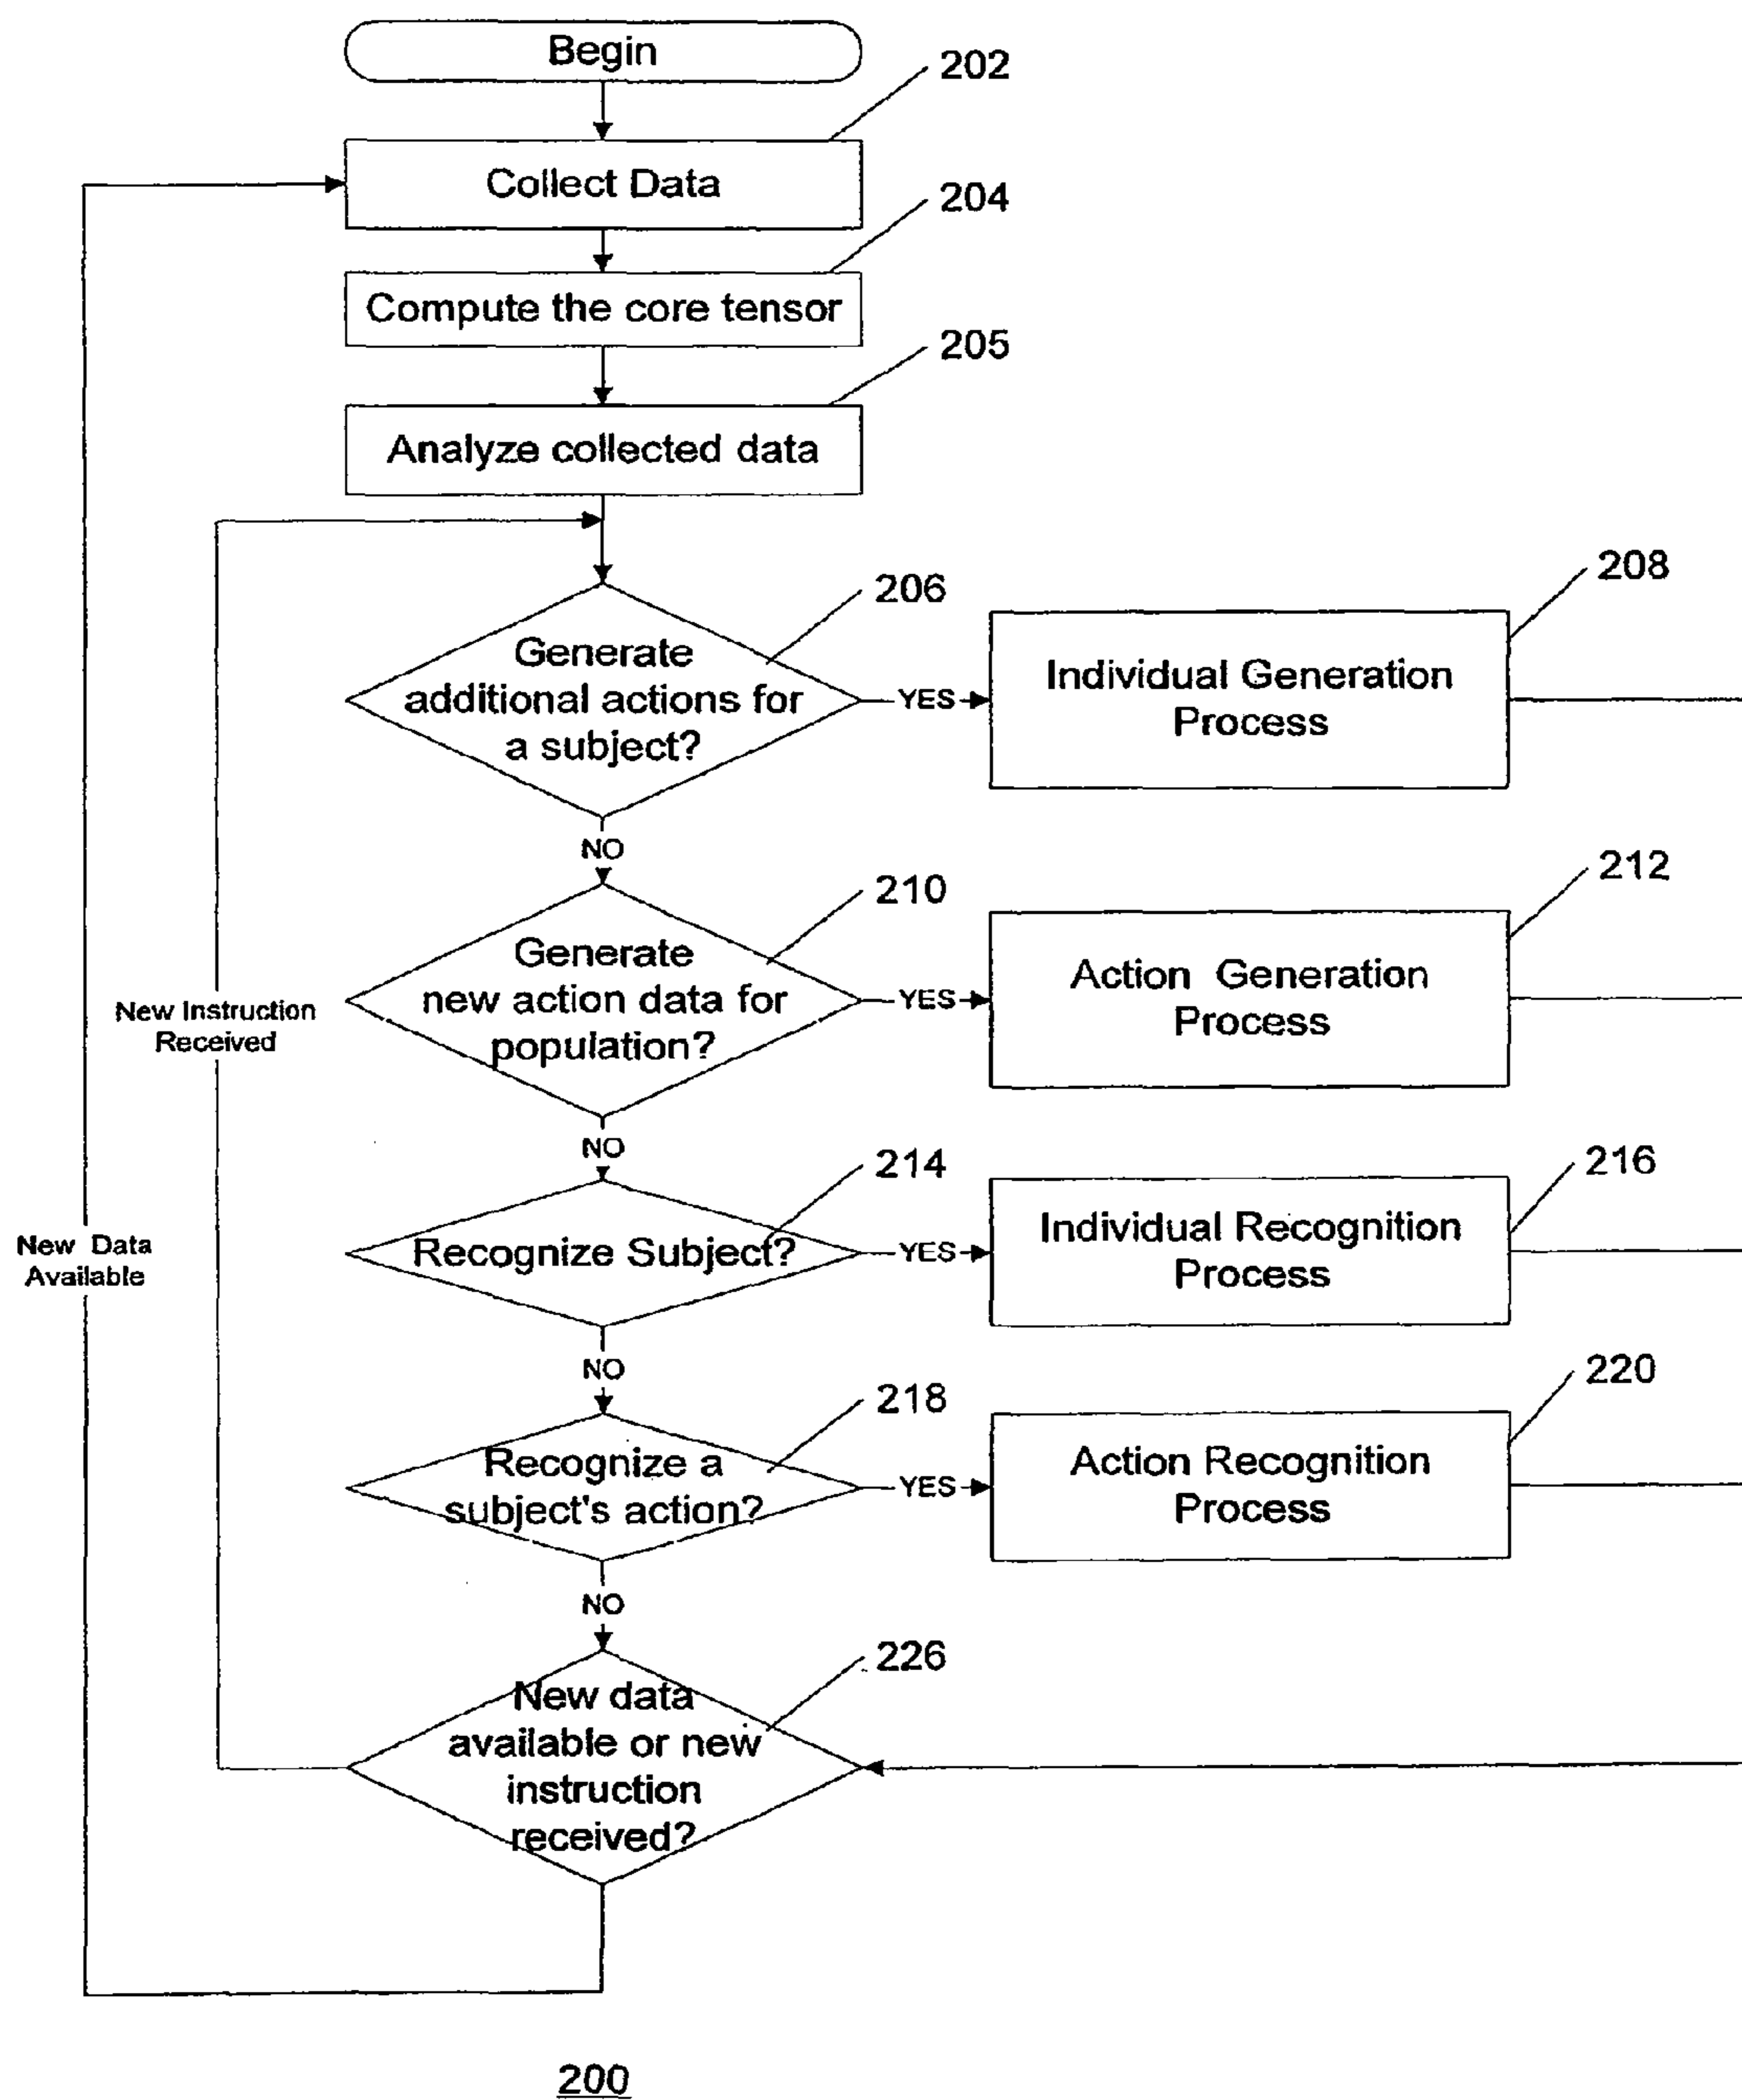 Begin
202
Collect Data
204
Compute the core tensor
205
Analyze collected data
206
Generate
additional actions for
a subject?
YES
208
Individual Generation
Process
NO
210
Generate
new action data for
population?
YES
212
Action Generation
Process
New Instruction
Received
NO
214
Recognize Subject?
YES
216
Individual Recognition
Process
New Data
Available
NO
218
Recognize a
subject's action?
YES
220
Action Recognition
Process
NO
226
New data
available or new
instruction
received?
200